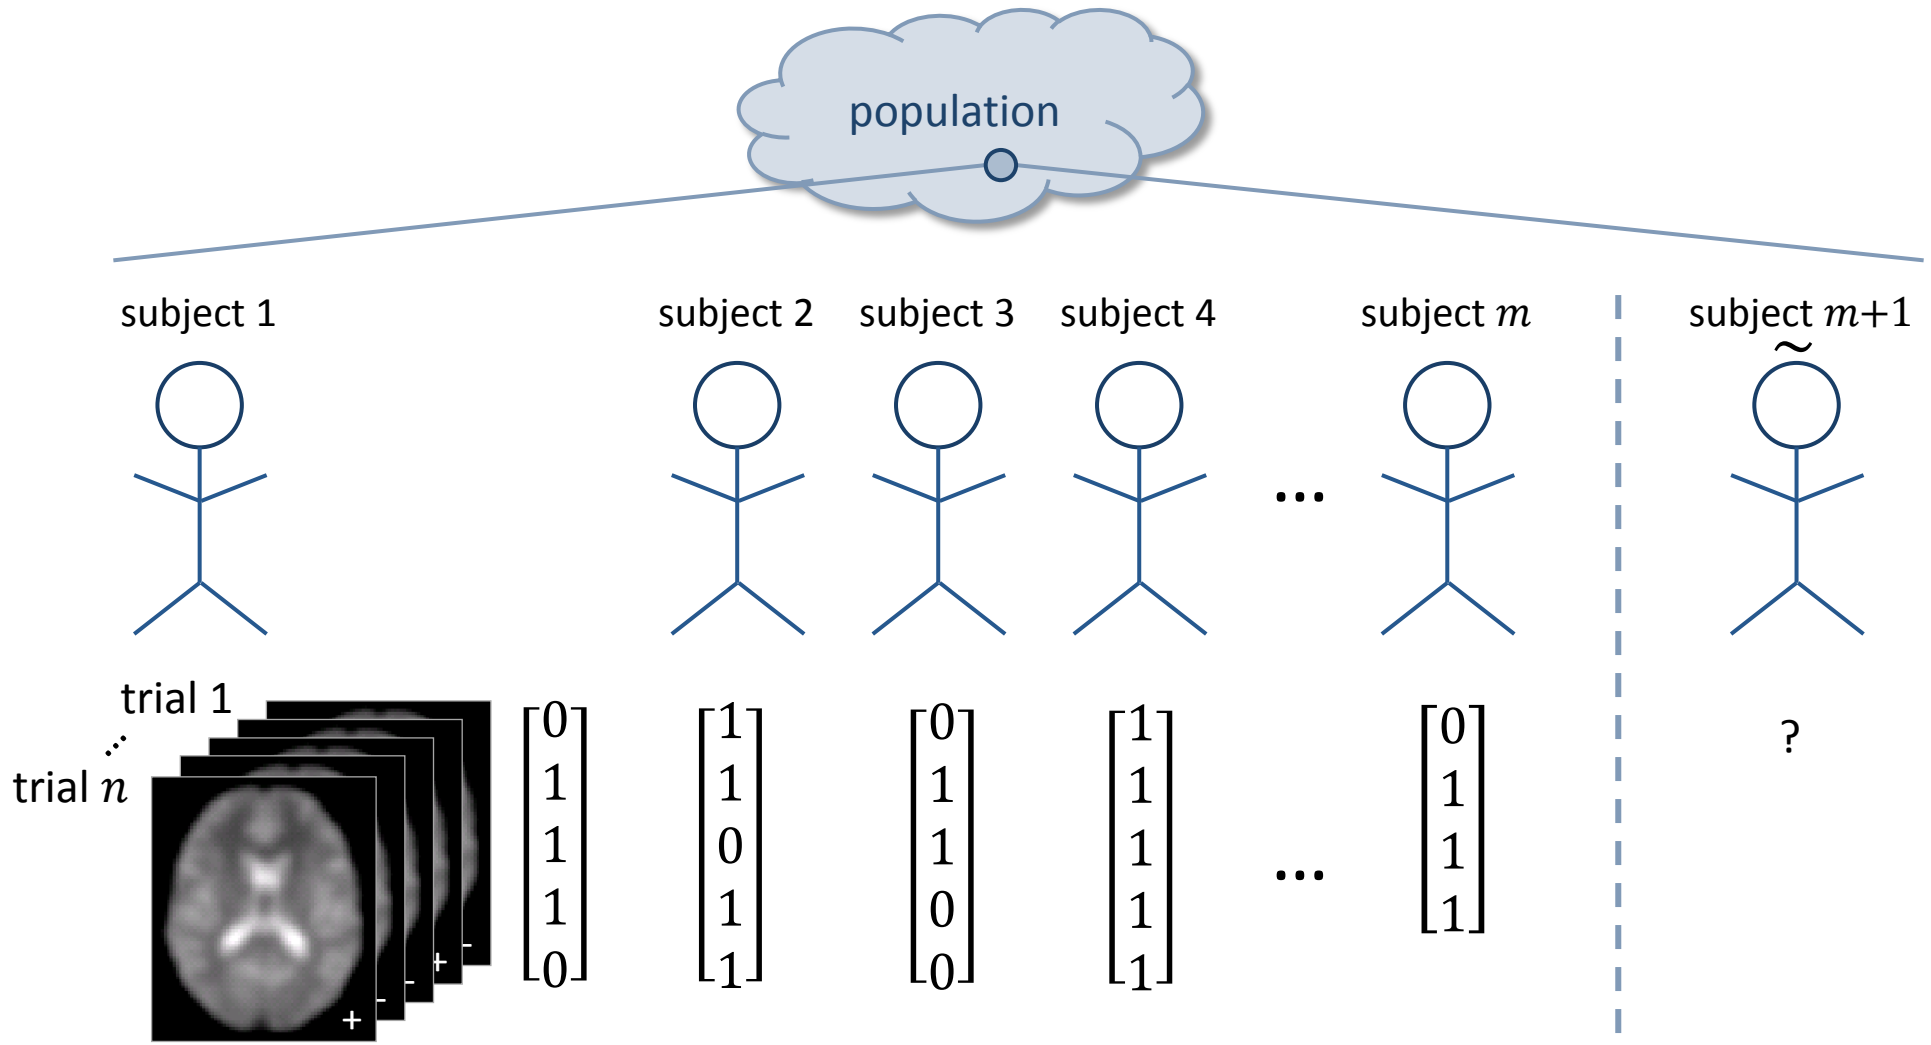 population
subject 1 subject 2 subject 3 subject 4 subject m subject m+1
~
...
trial 1
...
trial n
[0 1 1 1 0] [1 1 0 1 1] [0 1 1 0 0] [1 1 1 1 1] ... [0 1 1 1] ?
-
+
-
-
+